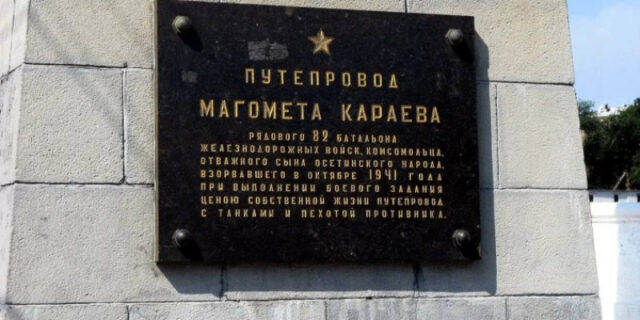 ПУТЕПРОВОД
МАГОМЕТА КАРАЕВА
РЯДОВОГО 82 БАТАЛЬОНА
ЖЕЛЕЗНОДОРОЖНЫХ ВОЙСК, КОМСОМОЛЬЦА,
ОТВАЖНОГО СЫНА ОСЕТИНСКОГО НАРОДА,
ВЗОРВАВШЕГО В ОКТЯБРЕ 1941 ГОДА
ПРИ ВЫПОЛНЕНИИ БОЕВОГО ЗАДАНИЯ
ЦЕНОЮ СОБСТВЕННОЙ ЖИЗНИ ПУТЕПРОВОД
С ТАНКАМИ И ПЕХОТОЙ ПРОТИВНИКА.